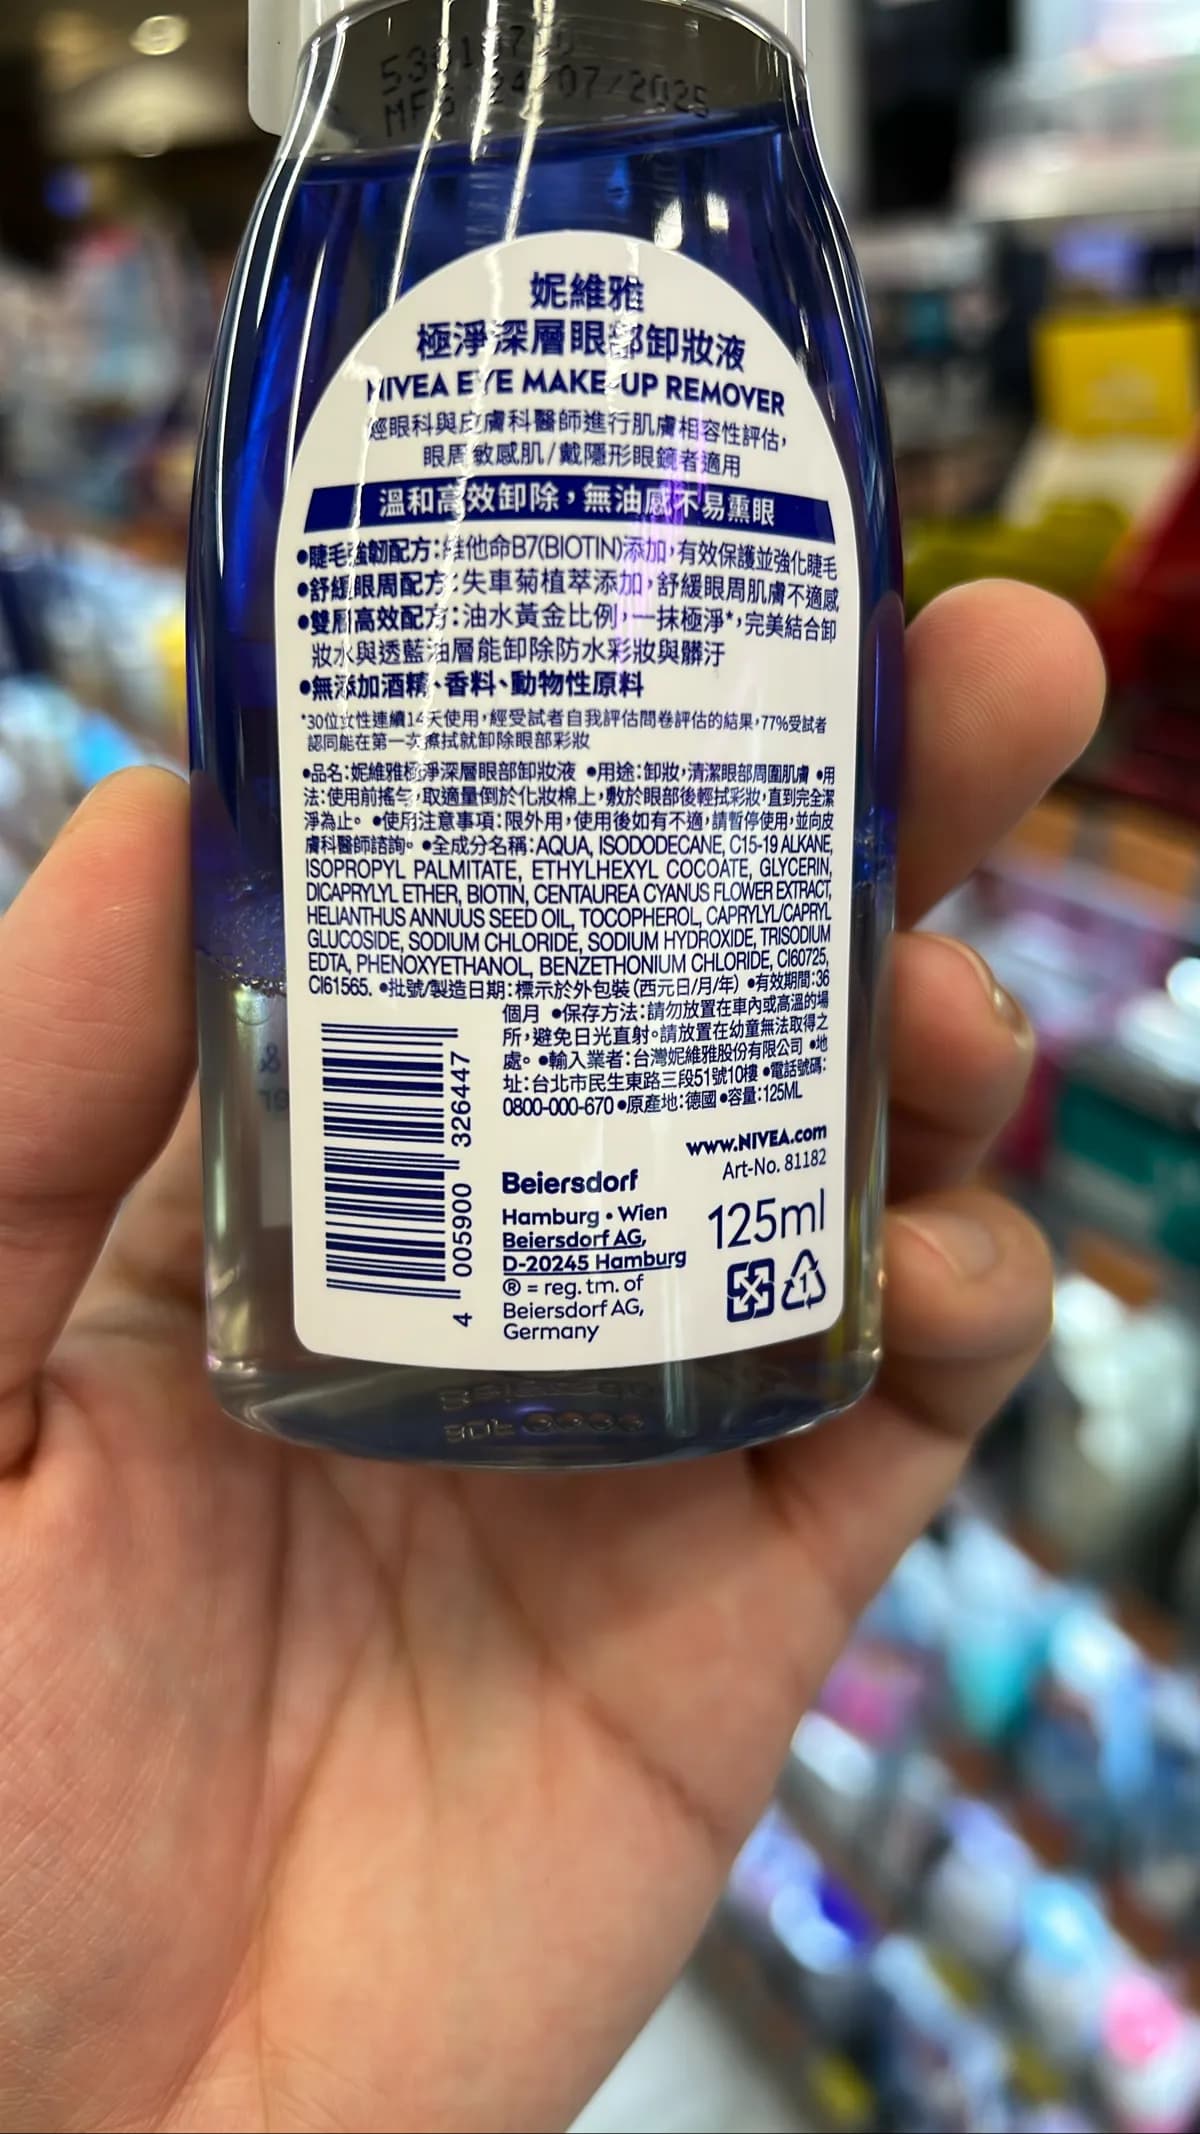 MFG 24/07/2025
妮維雅
極淨深層眼部卸妝液
NIVEA EYE MAKE-UP REMOVER
經眼科與皮膚科醫師進行肌膚相容性評估,
眼周敏感肌/戴隱形眼鏡者適用
溫和高效卸除，無油感不易熏眼
●睫毛強韌配方：維他命B7(BIOTIN)添加，有效保護並強化睫毛
●舒緩眼周配方：失車菊植萃添加，舒緩眼周肌膚不適感
●雙層高效配方：油水黃金比例，一抹極淨*，完美結合卸
妝水與透藍油層能卸除防水彩妝與髒汙
●無添加酒精、香料、動物性原料
*30位女性連續14天使用，經受試者自我評估問卷評估的結果，77%受試者
認同能在第一次擦拭就卸除眼部彩妝
●品名：妮維雅極淨深層眼部卸妝液 ●用途：卸妝，清潔眼部周圍肌膚 ●用
法：使用前搖勻，取適量倒於化妝棉上，敷於眼部後輕拭彩妝，直到完全潔
淨為止。 ●使用注意事項：限外用，使用後如有不適，請暫停使用，並向皮
膚科醫師諮詢。 ●全成分名稱：AQUA, ISODODECANE, C15-19 ALKANE,
ISOPROPYL PALMITATE, ETHYLHEXYL COCOATE, GLYCERIN,
DICAPRYLYL ETHER, BIOTIN, CENTAUREA CYANUS FLOWER EXTRACT,
HELIANTHUS ANNUUS SEED OIL, TOCOPHEROL, CAPRYLYL/CAPRYL
GLUCOSIDE, SODIUM CHLORIDE, SODIUM HYDROXIDE, TRISODIUM
EDTA, PHENOXYETHANOL, BENZETHONIUM CHLORIDE, CI60725,
CI61565. ●批號/製造日期：標示於外包裝 (西元日/月/年) ●有效期間：36
個月 ●保存方法：請勿放置在車內或高溫的場
所，避免日光直射。請放置在幼童無法取得之
處。 ●輸入業者：台灣妮維雅股份有限公司 ●地
址：台北市民生東路三段51號10樓 ●電話號碼：
0800-000-670 ●原產地：德國 ●容量：125ML
4 005900 326447
www.NIVEA.com
Art-No. 81182
Beiersdorf
Hamburg • Wien
Beiersdorf AG,
D-20245 Hamburg
® = reg. tm. of
Beiersdorf AG,
Germany
125ml
1